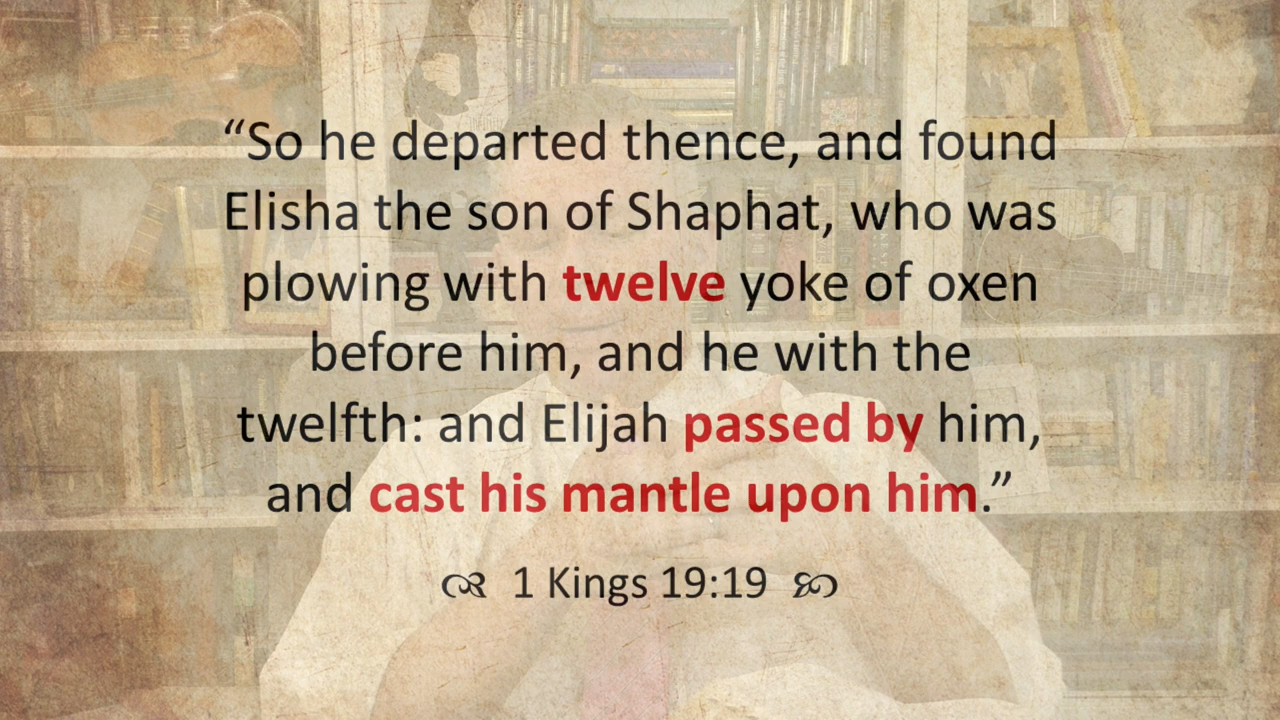 “So he departed thence, and found
Elisha the son of Shaphat, who was
plowing with twelve yoke of oxen
before him, and he with the
twelfth: and Elijah passed by him,
and cast his mantle upon him.”
1 Kings 19:19